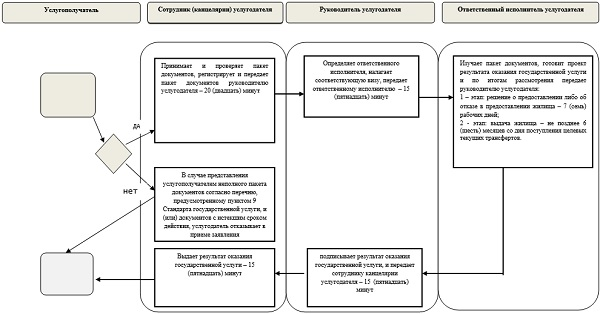 Услугополучатель
Сотрудник (канцелярии) услугодателя
Руководитель услугодателя
Ответственный исполнитель услугодателя
Принимает и проверяет пакет
документов, регистрирует и передает
пакет документов руководителю
услугодателя – 20 (двадцать) минут
Определяет ответственного
исполнителя, налагает
соответствующую визу, передает
ответственному исполнителю – 15
(пятнадцать) минут
Изучает пакет документов, готовит проект
результата оказания государственной услуги
и по итогам рассмотрения передает
руководителю услугодателя:
1 – этап: решение о предоставлении либо об
отказе в предоставлении жилища – 7 (семь)
рабочих дней;
2 - этап: выдача жилища – не позднее 6
(шесть) месяцев со дня поступления целевых
текущих трансфертов.
да
нет
В случае представления
услугополучателем неполного пакета
документов согласно перечню,
предусмотренному пунктом 9
Стандарта государственной услуги, и
(или) документов с истекшим сроком
действия, услугодатель отказывает в
приеме заявления
Выдает результат оказания
государственной услуги – 15
(пятнадцать) минут
подписывает результат оказания
государственной услуги, и передает
сотруднику канцелярии
услугодателя – 15 (пятнадцать)
минут